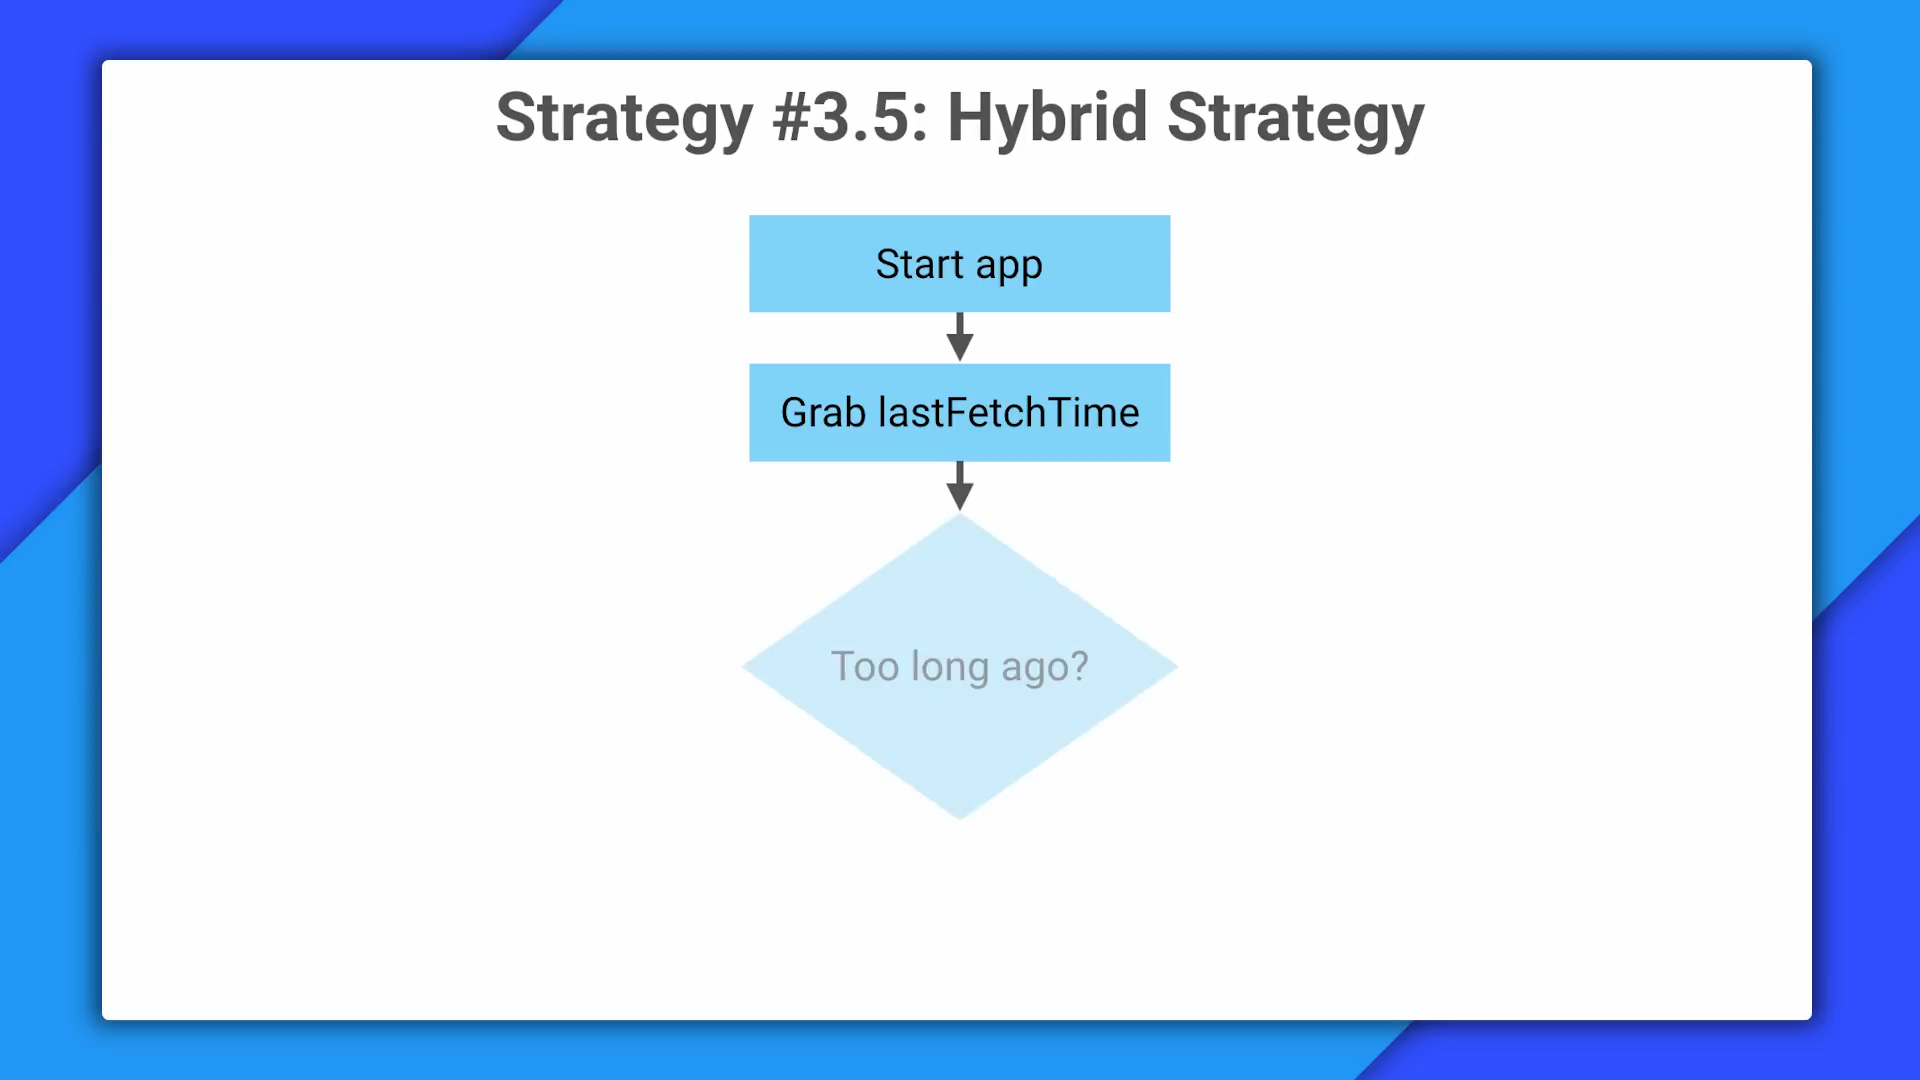 Strategy #3.5: Hybrid Strategy
Start app
Grab lastFetchTime
Too long ago?